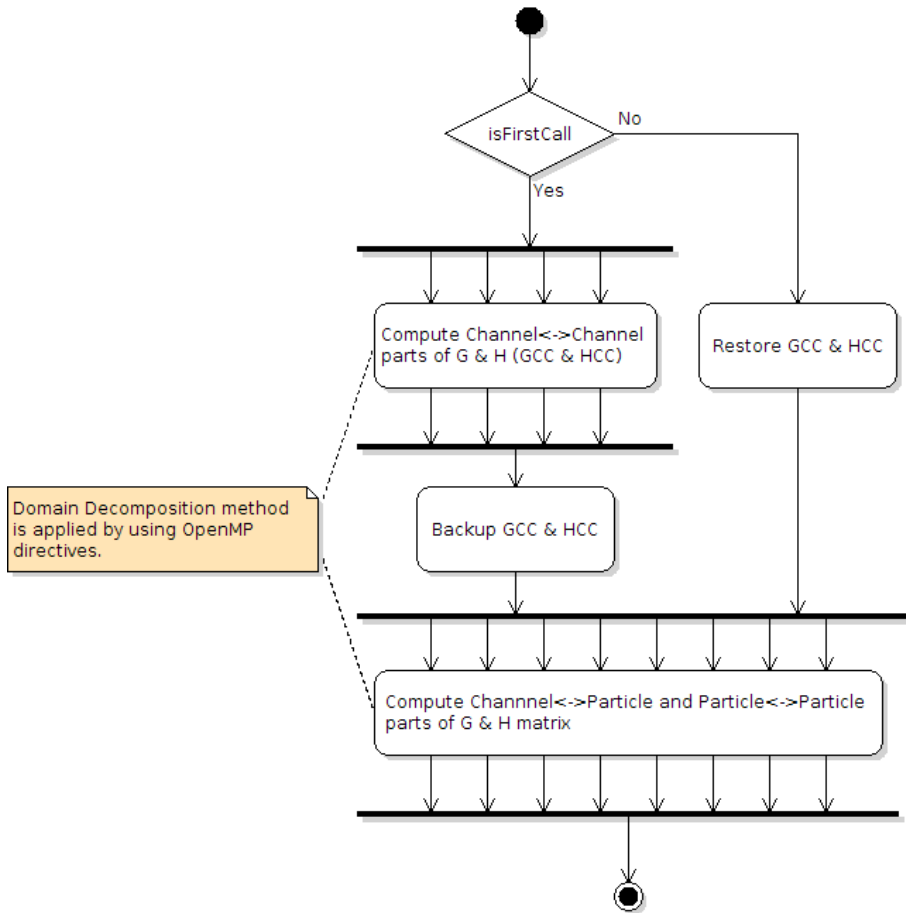 isFirstCall
No
Yes
Compute Channel<->Channel
parts of G & H (GCC & HCC)
Restore GCC & HCC
Domain Decomposition method
is applied by using OpenMP
directives.
Backup GCC & HCC
Compute Channnel<->Particle and Particle<->Particle
parts of G & H matrix